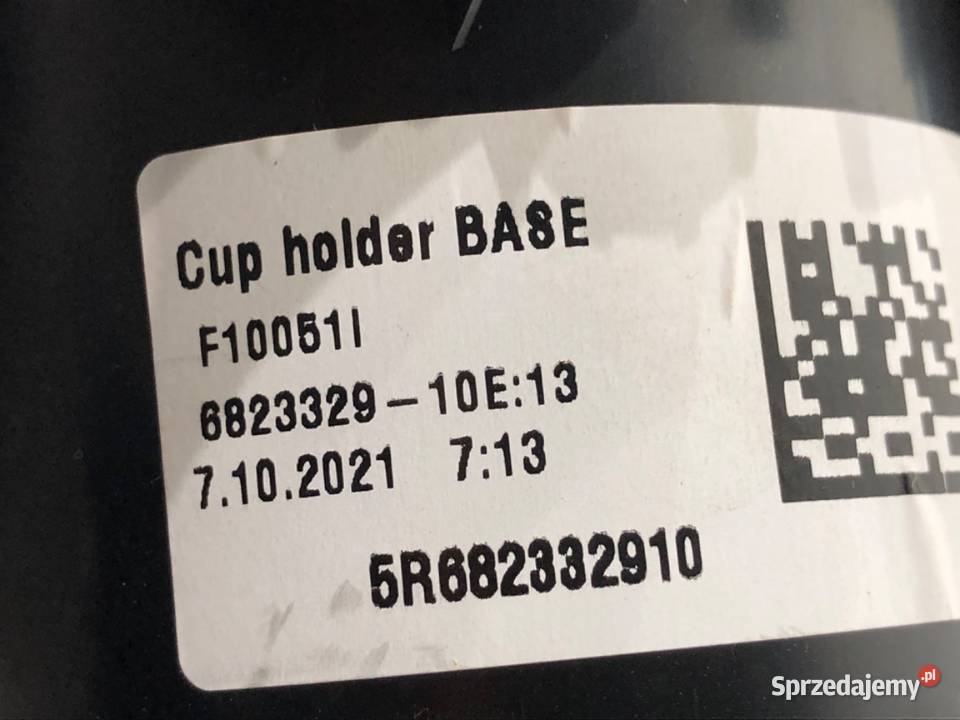 Cup holder BASE
F10051I
6823329-10E:13
7.10.2021 7:13
5R682332910
Sprzedajemy.pl